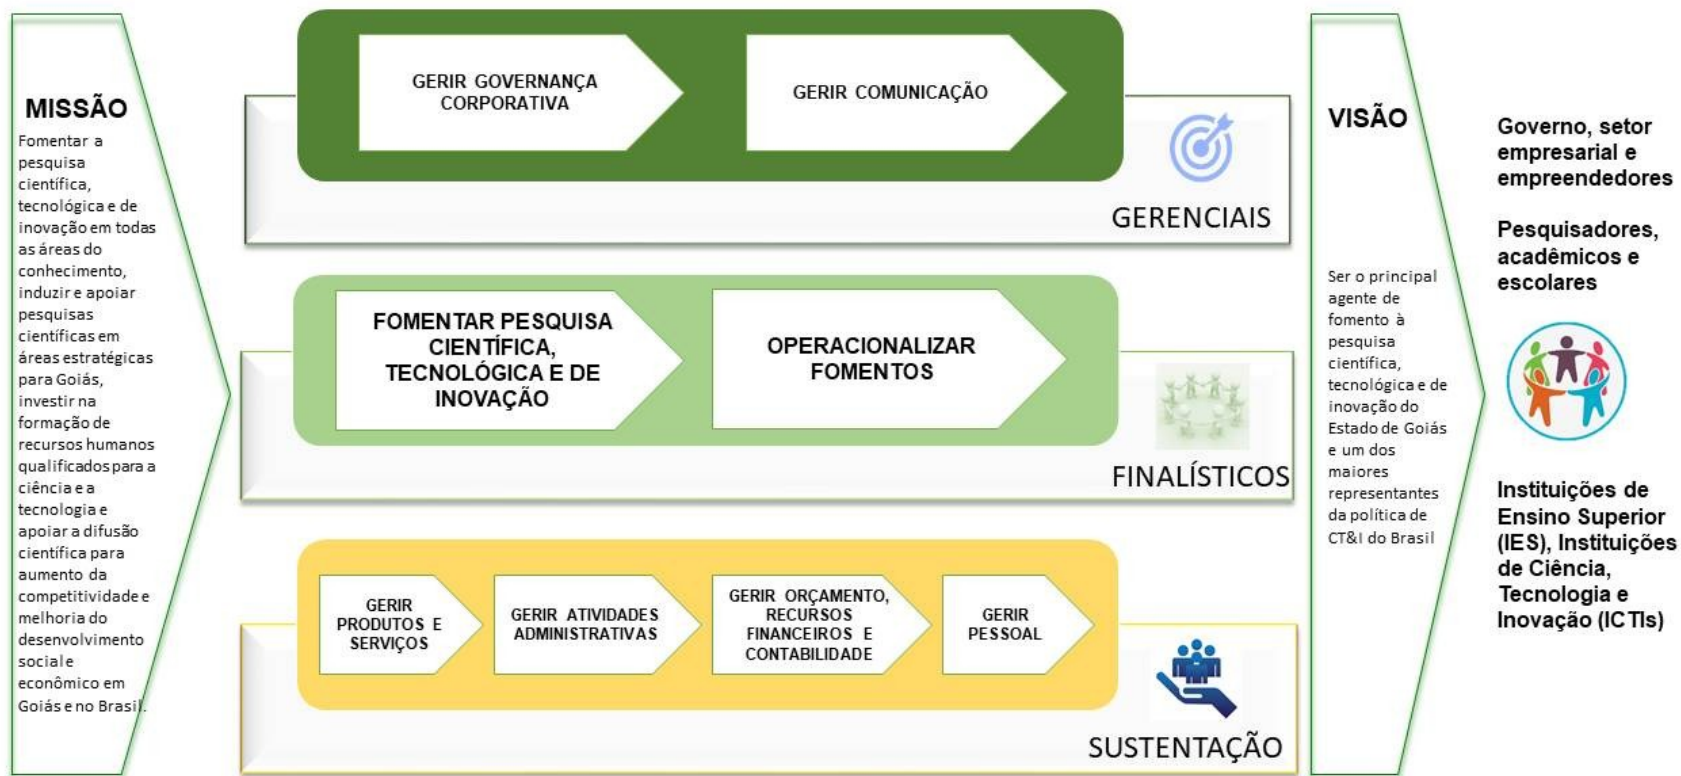 MISSÃO
Fomentar a
pesquisa
científica,
tecnológica e de
inovação em todas
as áreas do
conhecimento,
induzir e apoiar
pesquisas
científicas em
áreas estratégicas
para Goiás,
investir na
formação de
recursos humanos
qualificados para a
ciência e a
tecnologia e
apoiar a difusão
científica para
aumento da
competitividade e
melhoria do
desenvolvimento
social e
econômico em
Goiás e no Brasil.
GERIR GOVERNANÇA
CORPORATIVA
GERIR COMUNICAÇÃO
GERENCIAIS
FOMENTAR PESQUISA
CIENTÍFICA,
TECNOLÓGICA E DE
INOVAÇÃO
OPERACIONALIZAR
FOMENTOS
FINALÍSTICOS
GERIR
PRODUTOS E
SERVIÇOS
GERIR ATIVIDADES
ADMINISTRATIVAS
GERIR ORÇAMENTO,
RECURSOS
FINANCEIROS E
CONTABILIDADE
GERIR
PESSOAL
SUSTENTAÇÃO
VISÃO
Ser o principal
agente de
fomento à
pesquisa
científica,
tecnológica e de
inovação do
Estado de Goiás
e um dos
maiores
representantes
da política de
CT&I do Brasil
Governo, setor
empresarial e
empreendedores
Pesquisadores,
acadêmicos e
escolares
Instituições de
Ensino Superior
(IES), Instituições
de Ciência,
Tecnologia e
Inovação (ICTIs)